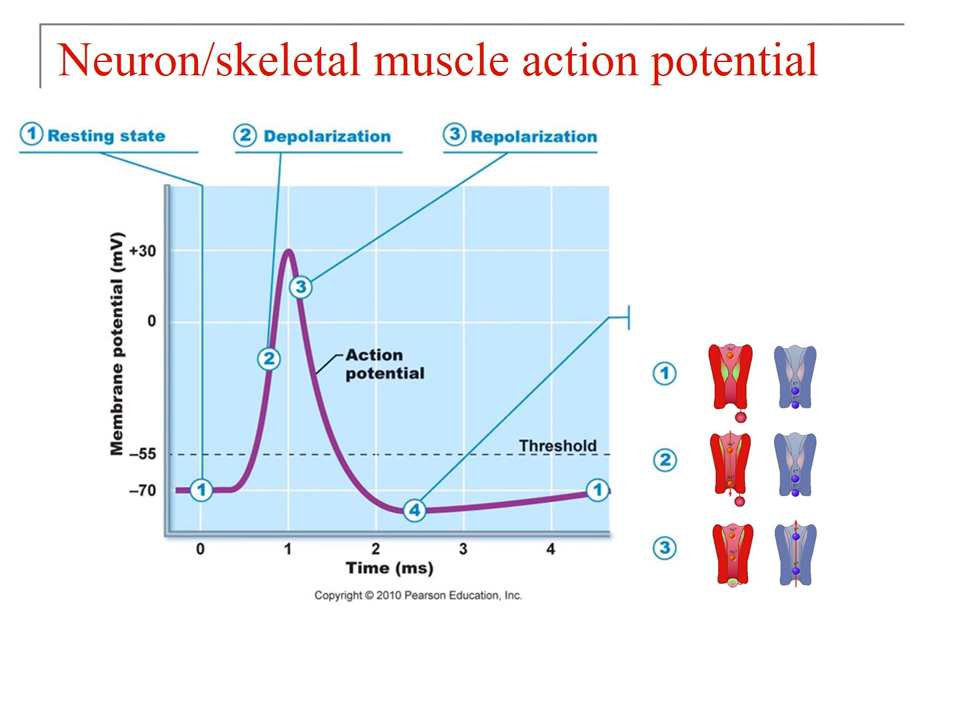 Neuron/skeletal muscle action potential
1 Resting state
2 Depolarization
3 Repolarization
Membrane potential (mV)
+30
0
–55
–70
3
2
Action
potential
Threshold
1
4
1
0 1 2 3 4
Time (ms)
Copyright © 2010 Pearson Education, Inc.
1
2
3